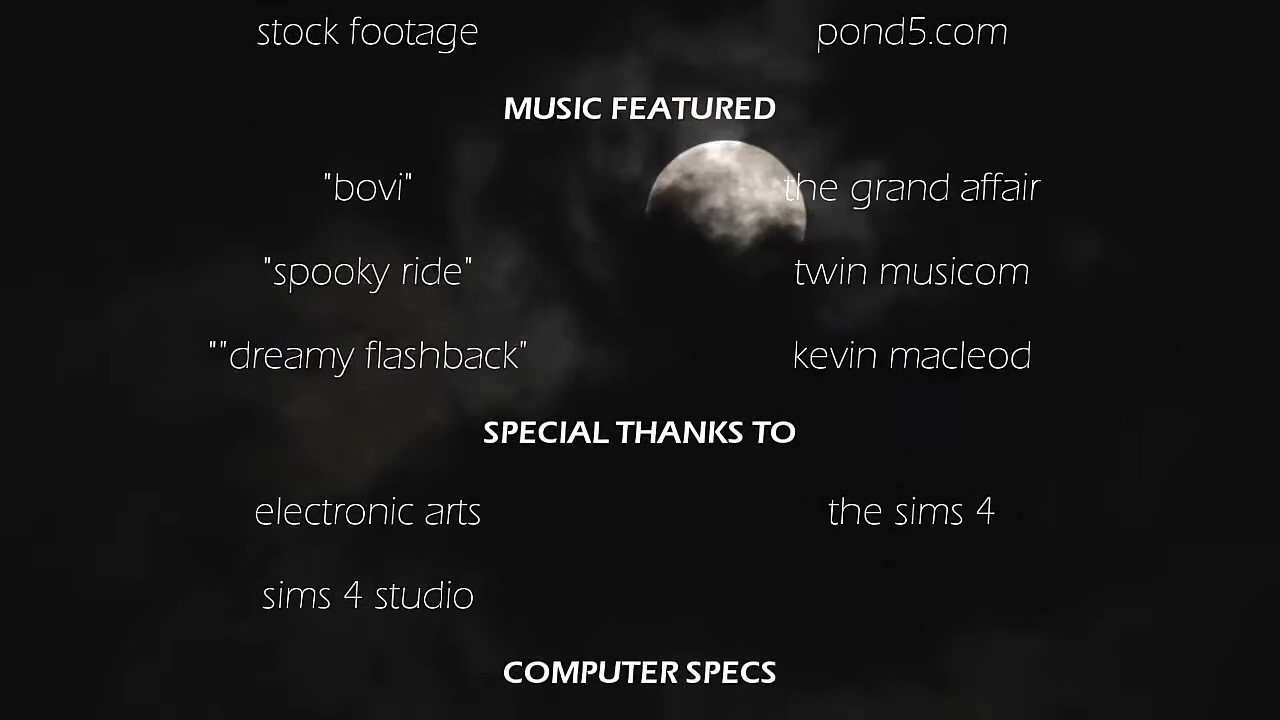 stock footage pond5.com
MUSIC FEATURED
"bovi" the grand affair
"spooky ride" twin musicom
""dreamy flashback" kevin macleod
SPECIAL THANKS TO
electronic arts the sims 4
sims 4 studio
COMPUTER SPECS